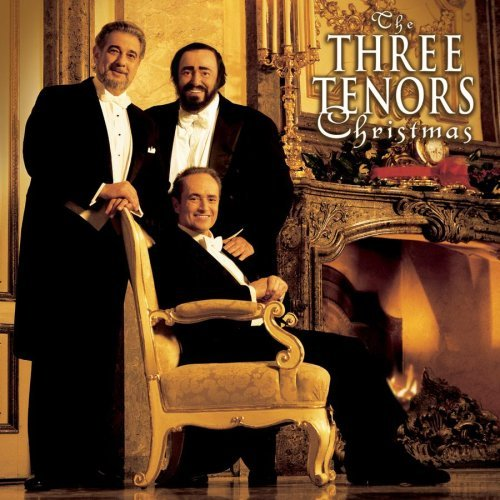 The
THREE
TENORS
Christmas